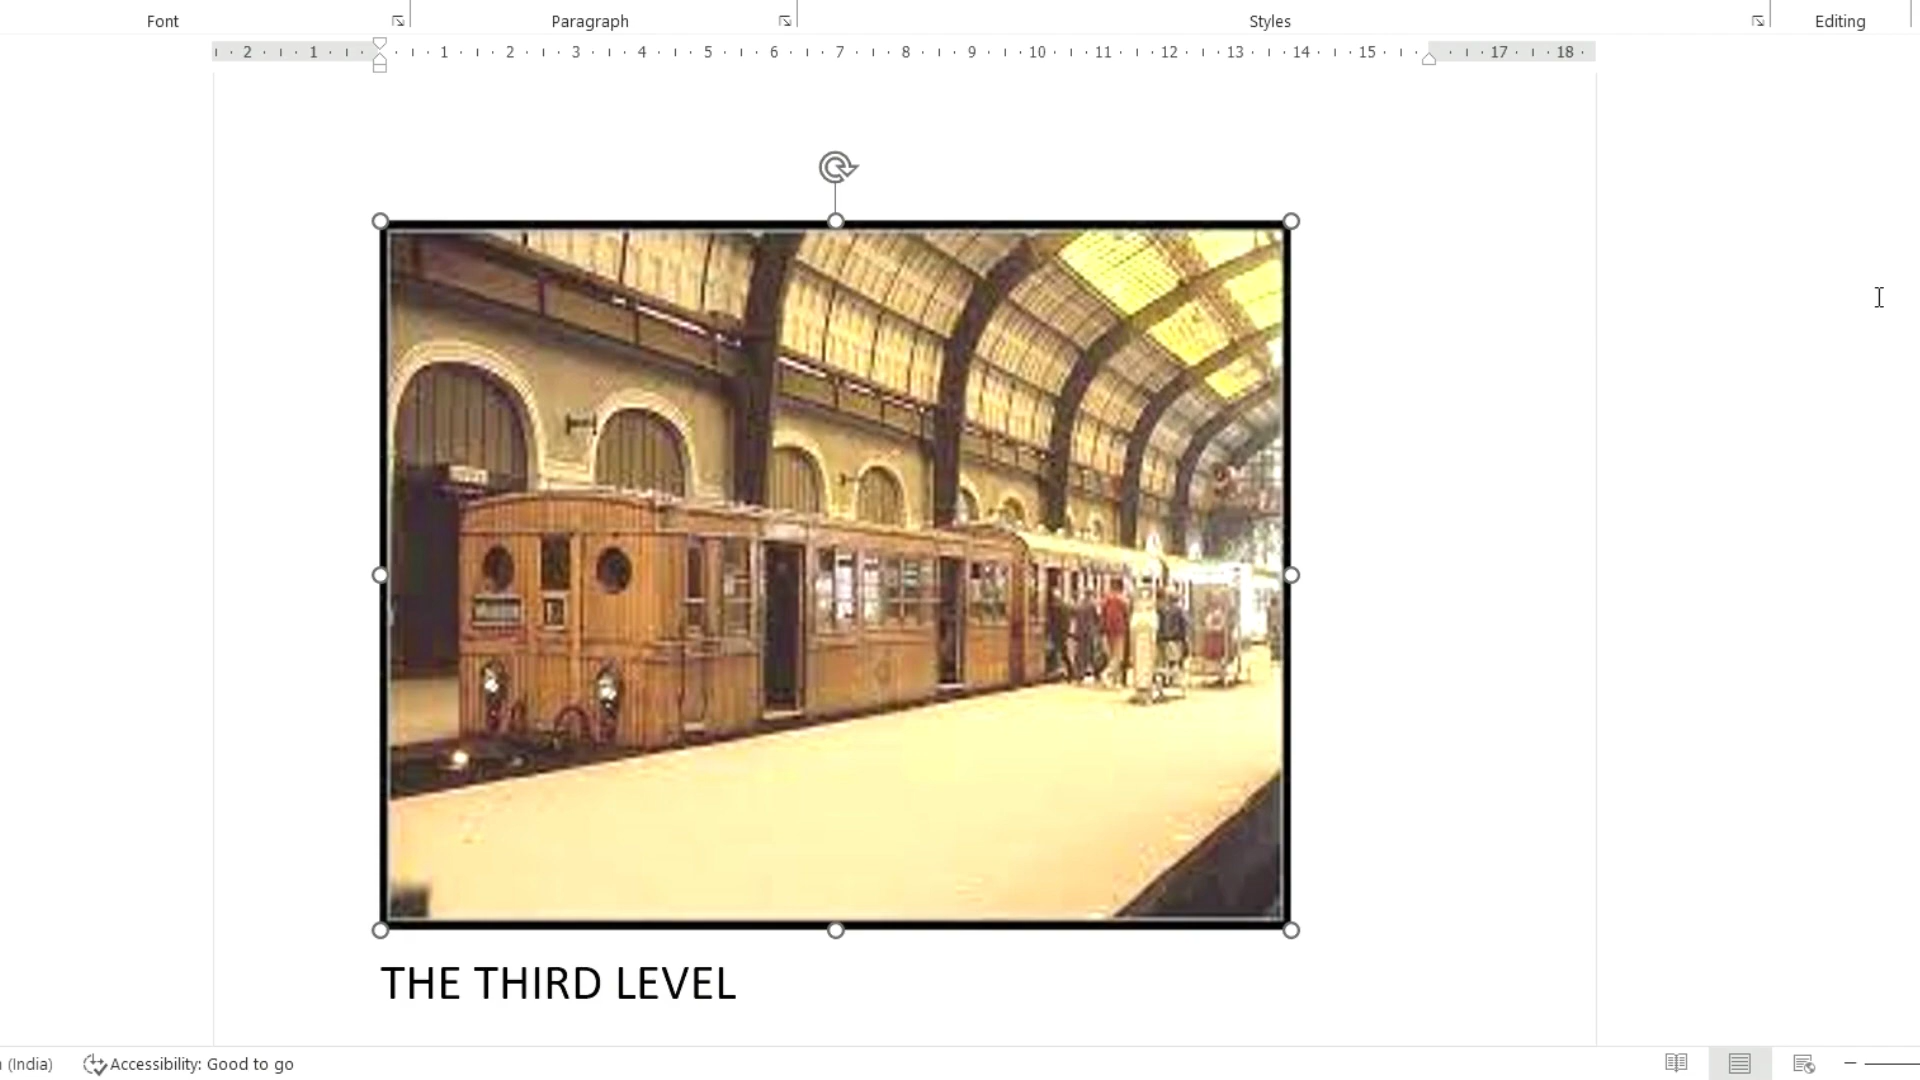 Font Paragraph Styles Editing
2 1 1 2 3 4 5 6 7 8 9 10 11 12 13 14 15 17 18
THE THIRD LEVEL
(India) Accessibility: Good to go